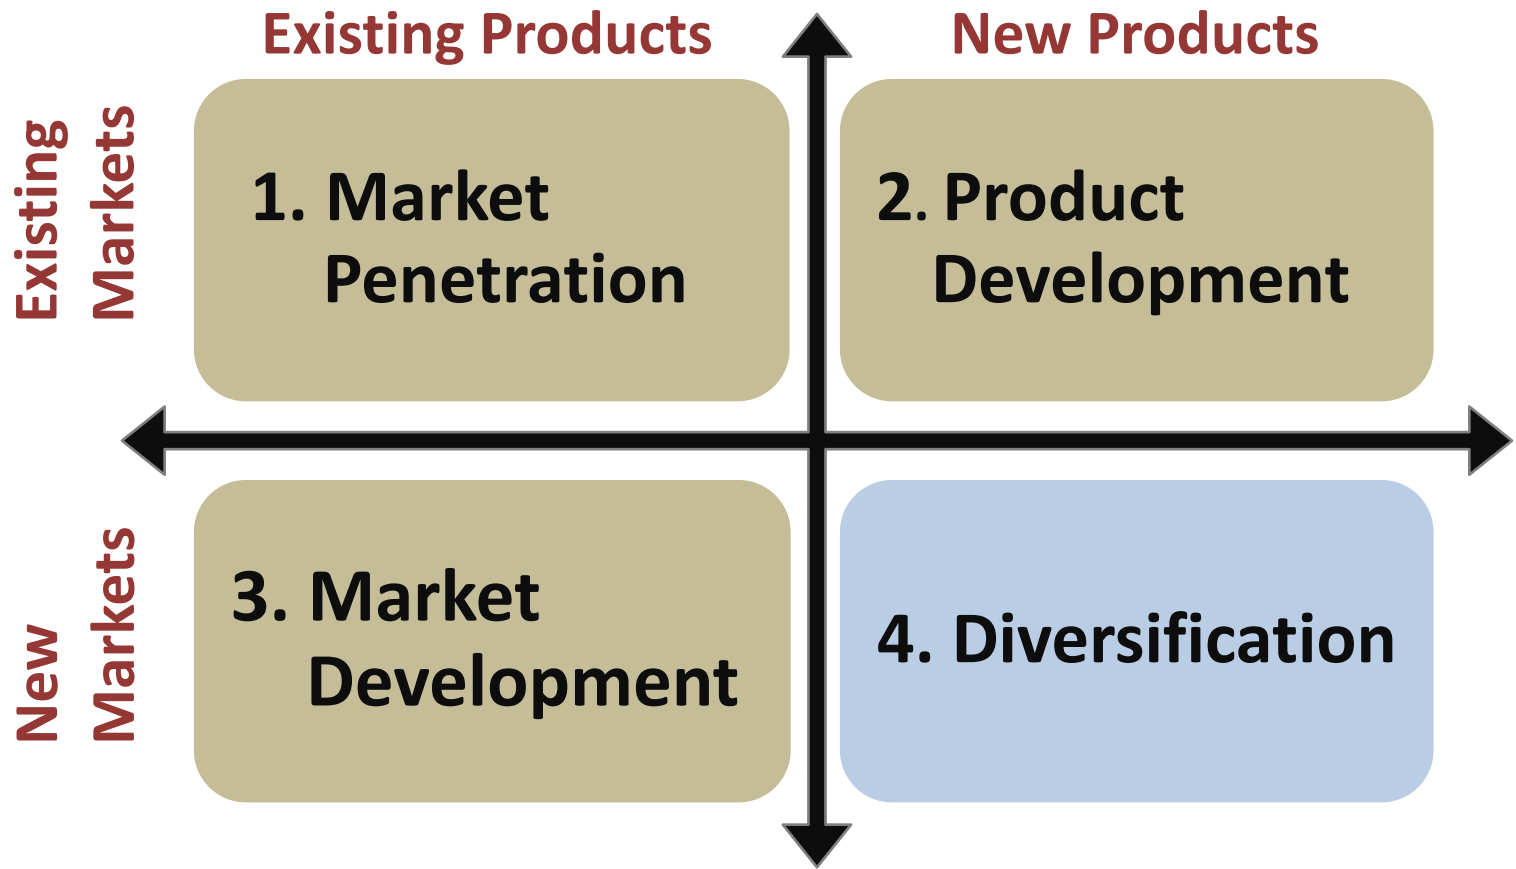 Existing Products
New Products
Existing
Markets
1. Market
Penetration
2. Product
Development
New
Markets
3. Market
Development
4. Diversification